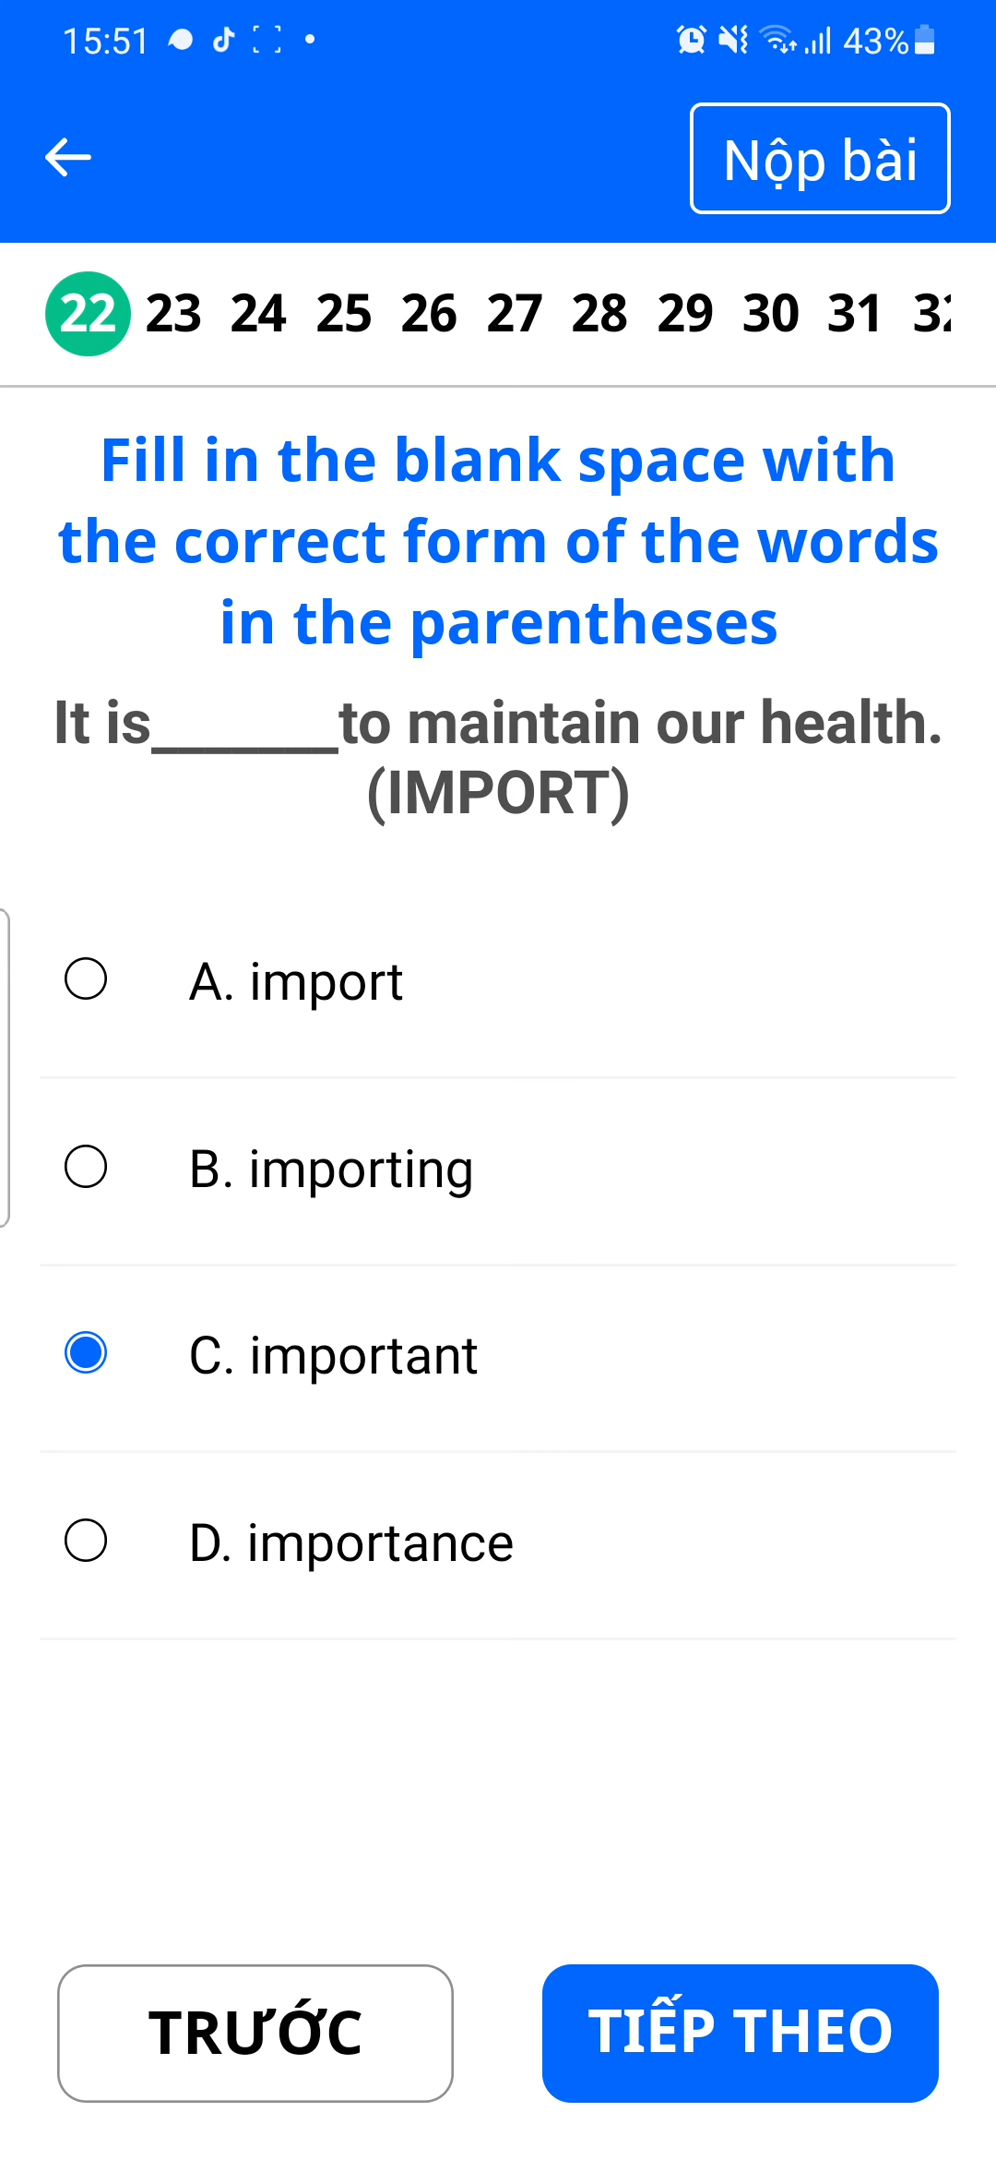 15:51 43%
Nộp bài
22 23 24 25 26 27 28 29 30 31
Fill in the blank space with
the correct form of the words
in the parentheses
It is_______to maintain our health.
(IMPORT)
A. import
B. importing
C. important
D. importance
TRƯỚC TIẾP THEO